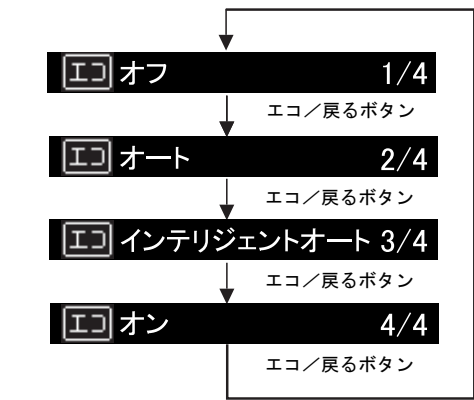 エコ オフ 1/4
エコ／戻るボタン
エコ オート 2/4
エコ／戻るボタン
エコ インテリジェントオート 3/4
エコ／戻るボタン
エコ オン 4/4
エコ／戻るボタン